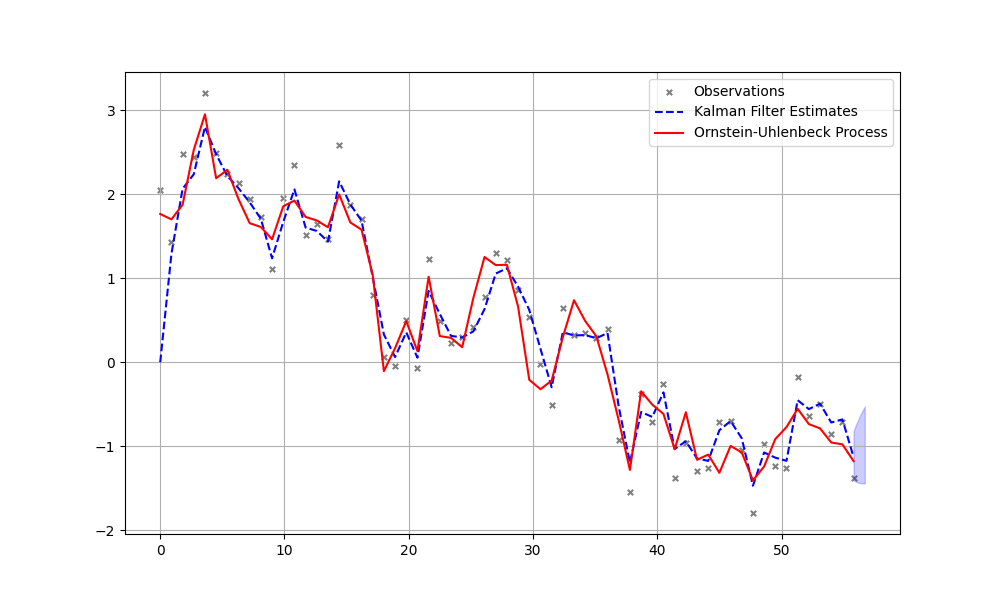 Observations
Kalman Filter Estimates
Ornstein-Uhlenbeck Process
3
2
1
0
−1
−2
0 10 20 30 40 50